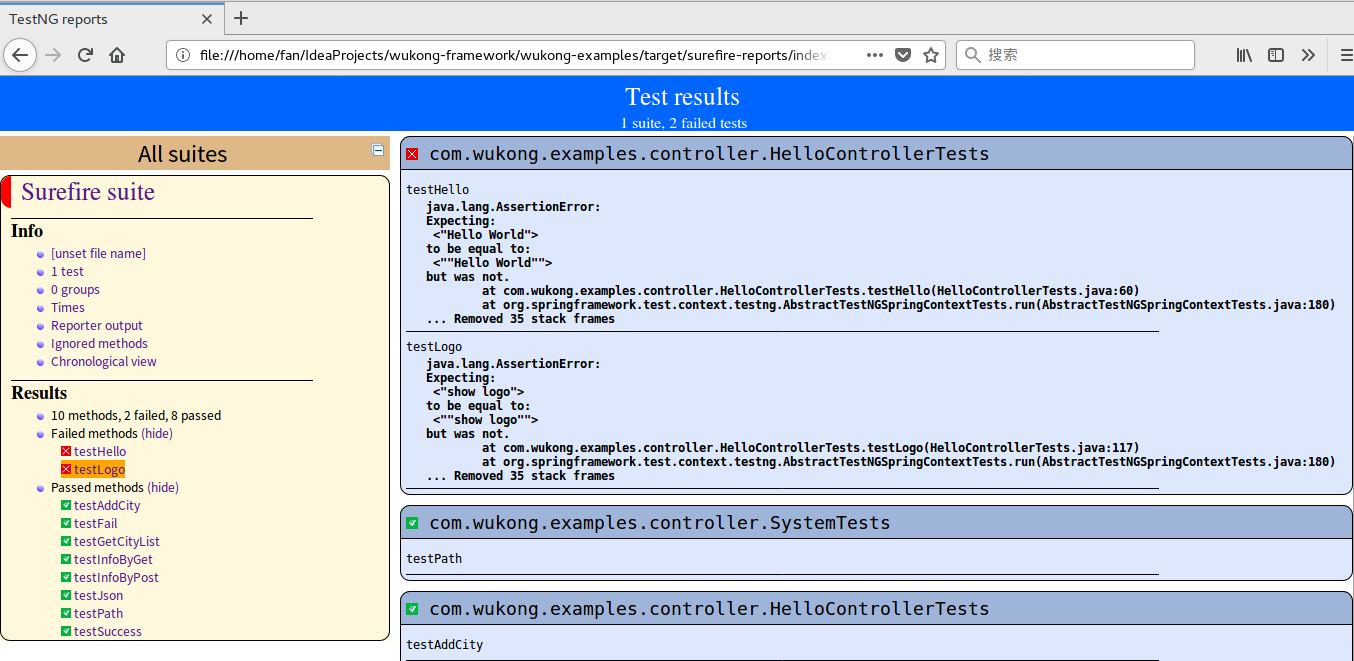 TestNG reports
file:///home/fan/IdeaProjects/wukong-framework/wukong-examples/target/surefire-reports/index
搜索
Test results
1 suite, 2 failed tests
All suites
Surefire suite
Info
[unset file name]
1 test
0 groups
Times
Reporter output
Ignored methods
Chronological view
Results
10 methods, 2 failed, 8 passed
Failed methods (hide)
testHello
testLogo
Passed methods (hide)
testAddCity
testFail
testGetCityList
testInfoByGet
testInfoByPost
testJson
testPath
testSuccess
com.wukong.examples.controller.HelloControllerTests
testHello
java.lang.AssertionError:
Expecting:
<"Hello World">
to be equal to:
<""Hello World"">
but was not.
at com.wukong.examples.controller.HelloControllerTests.testHello(HelloControllerTests.java:60)
at org.springframework.test.context.testng.AbstractTestNGSpringContextTests.run(AbstractTestNGSpringContextTests.java:180)
... Removed 35 stack frames
testLogo
java.lang.AssertionError:
Expecting:
<"show logo">
to be equal to:
<""show logo"">
but was not.
at com.wukong.examples.controller.HelloControllerTests.testLogo(HelloControllerTests.java:117)
at org.springframework.test.context.testng.AbstractTestNGSpringContextTests.run(AbstractTestNGSpringContextTests.java:180)
... Removed 35 stack frames
com.wukong.examples.controller.SystemTests
testPath
com.wukong.examples.controller.HelloControllerTests
testAddCity